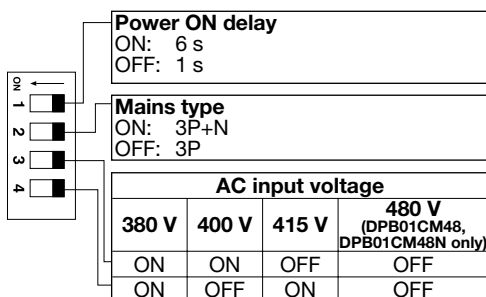 Power ON delay
ON: 6 s
OFF: 1 s
ON
1
2
3
4
Mains type
ON: 3P+N
OFF: 3P
AC input voltage
380 V 400 V 415 V 480 V (DPB01CM48, DPB01CM48N only)
ON ON OFF OFF
ON OFF ON OFF